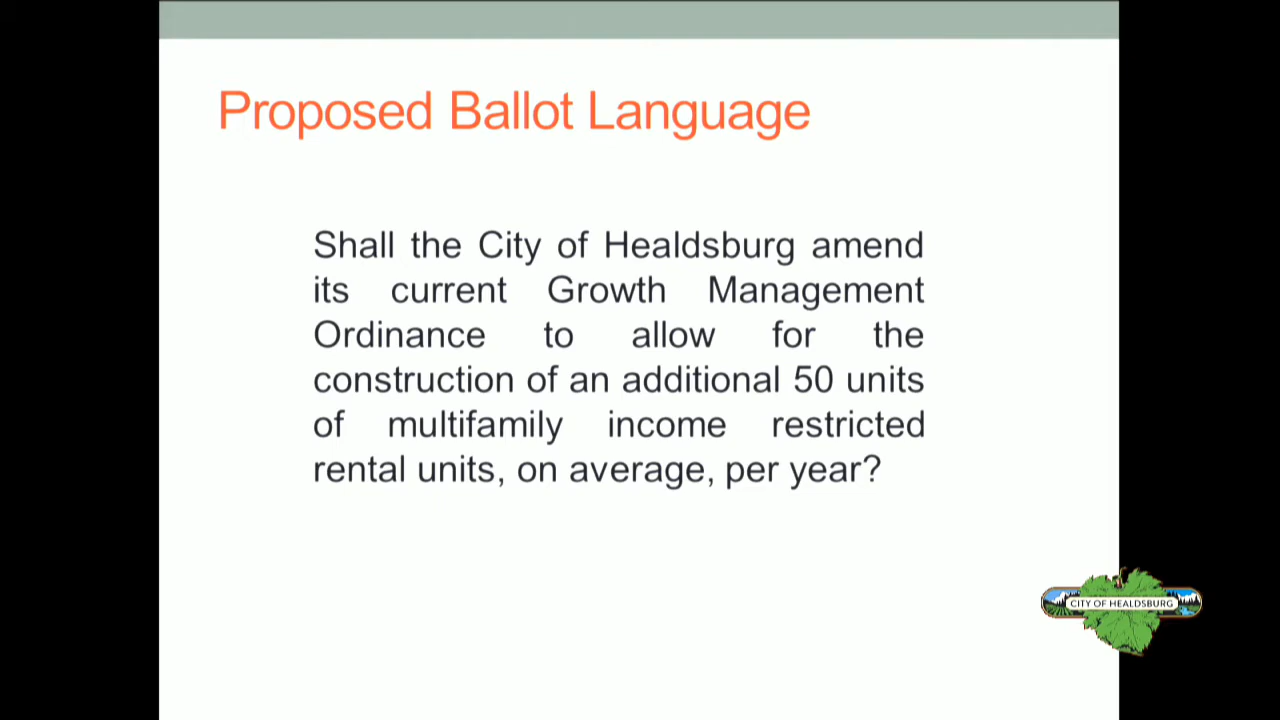 Proposed Ballot Language
Shall the City of Healdsburg amend
its current Growth Management
Ordinance to allow for the
construction of an additional 50 units
of multifamily income restricted
rental units, on average, per year?
CITY OF HEALDSBURG